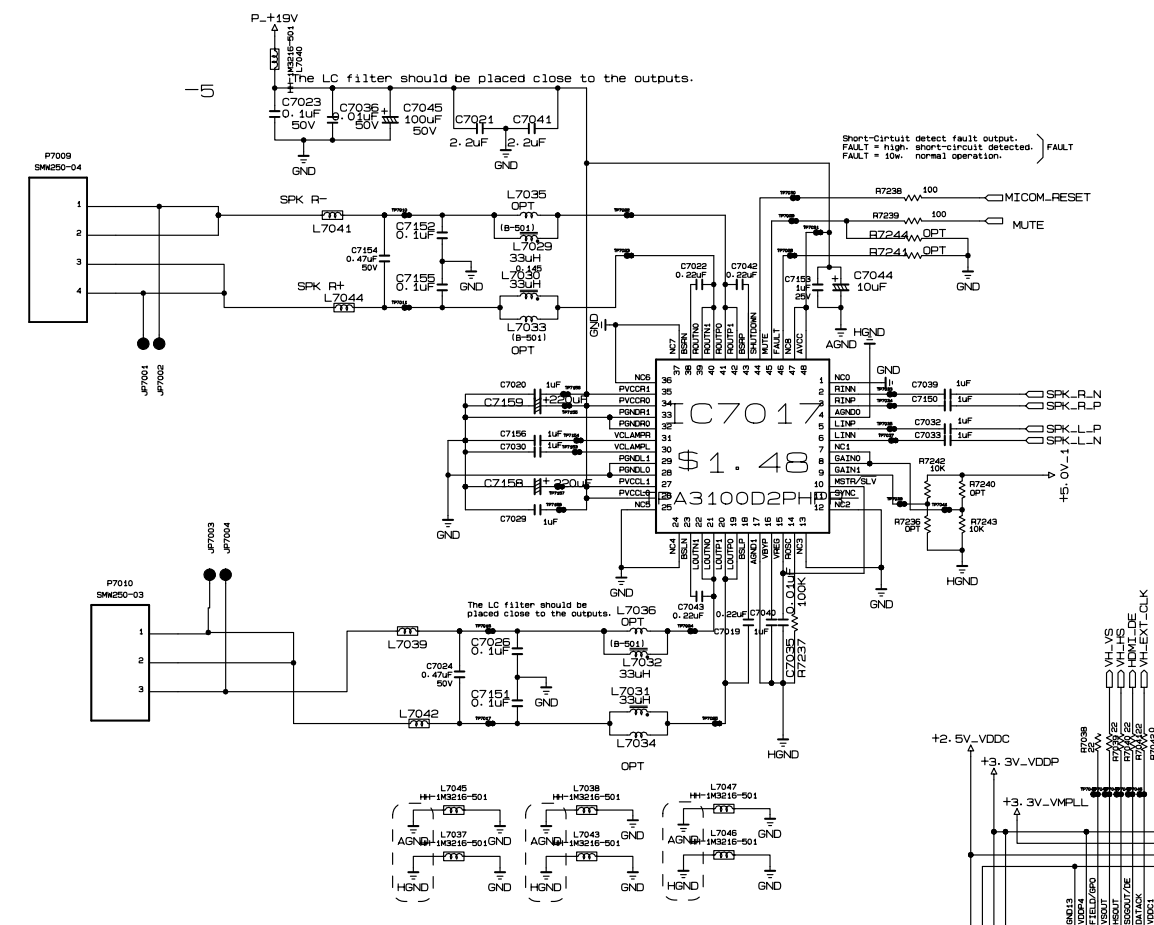 P_+19V
HH-1M3216-501
L7040
The LC filter should be placed close to the outputs.
-5
C7023
0.1uF
50V
C7036
0.01uF
50V
C7045
100uF
50V
C7021
2.2uF
C7041
2.2uF
GND
GND
Short-Cirtuit detect fault output.
FAULT = high. short-circuit detected.
FAULT = 10w. normal operation.
FAULT
P7009
SMW250-04
1
2
3
4
SPK R-
L7041
SPK R+
L7044
C7154
0.47uF
50V
C7152
0.1uF
C7155
0.1uF
GND
L7035
OPT
(B-501)
L7029
33uH
0.145
L7030
33uH
L7033
(B-501)
OPT
JP7001
JP7002
R7238 100
MICOM_RESET
R7239 100
MUTE
R7244 OPT
R7241 OPT
GND
C7022
0.22uF
C7042
0.22uF
C7153
1uF
25V
C7044
10uF
AGND
HGND
GND
GND
NC7 37
BSRN 38
ROUTN0 39
ROUTN1 40
ROUTP0 41
ROUTP1 42
BSRP 43
SHUTDOWN 44
MUTE 45
FAULT 46
NC8 47
AVCC 48
NC6 36
PVCCR1 35
PVCCR0 34
PGNDR1 33
PGNDR0 32
VCLAMPR 31
VCLAMPL 30
PGNDL1 29
PGNDL0 28
PVCCL1 27
PVCCL0 26
NC5 25
IC7017
$1.48
PA3100D2PHP
1 NC0
2 RINN
3 RINP
4 AGND0
5 LINP
6 LINN
7 NC1
8 GAIN0
9 GAIN1
10 MSTR/SLV
11 SYNC
12 NC2
24 NC4
23 BSLN
22 LOUTN1
21 LOUTN0
20 LOUTP1
19 LOUTP0
18 BSLP
17 AGND1
16 VBYP
15 VREG
14 ROSC
13 NC3
C7020 1uF
C7159 +220uF
C7156 1uF
C7030 1uF
C7158 +220uF
C7029 1uF
GND
C7039 1uF
C7150 1uF
SPK_R_N
SPK_R_P
C7032 1uF
C7033 1uF
SPK_L_P
SPK_L_N
R7242
10K
R7240
OPT
R7236
OPT
R7243
10K
+5.0V-1
HGND
GND
GND
JP7003
JP7004
P7010
SMW250-03
1
2
3
The LC filter should be
placed close to the outputs.
L7039
L7042
C7024
0.47uF
50V
C7026
0.1uF
C7151
0.1uF
GND
L7036
OPT
(B-501)
L7032
33uH
L7031
33uH
L7034
OPT
C7043
0.22uF
0.22uF
C7019
C7040
1uF
0.01uF
C7035
100K
R7237
HGND
L7045
HH-1M3216-501
AGND
GND
L7037
HH-1M3216-501
HGND
GND
L7038
HH-1M3216-501
AGND
GND
L7043
HH-1M3216-501
HGND
GND
L7047
HH-1M3216-501
AGND
GND
L7046
HH-1M3216-501
HGND
GND
+2.5V_VDDC
+3.3V_VDDP
+3.3V_VMPLL
VH_VS
VH_HS
HDMI_DE
VH_EXT_CLK
R7038
22
R7039 22
R7040 22
R7041 22
GND13
VDDP4
FIELD/GPO
VSOUT
HSOUT
SOGOUT/DE
DATACK
VDDC1